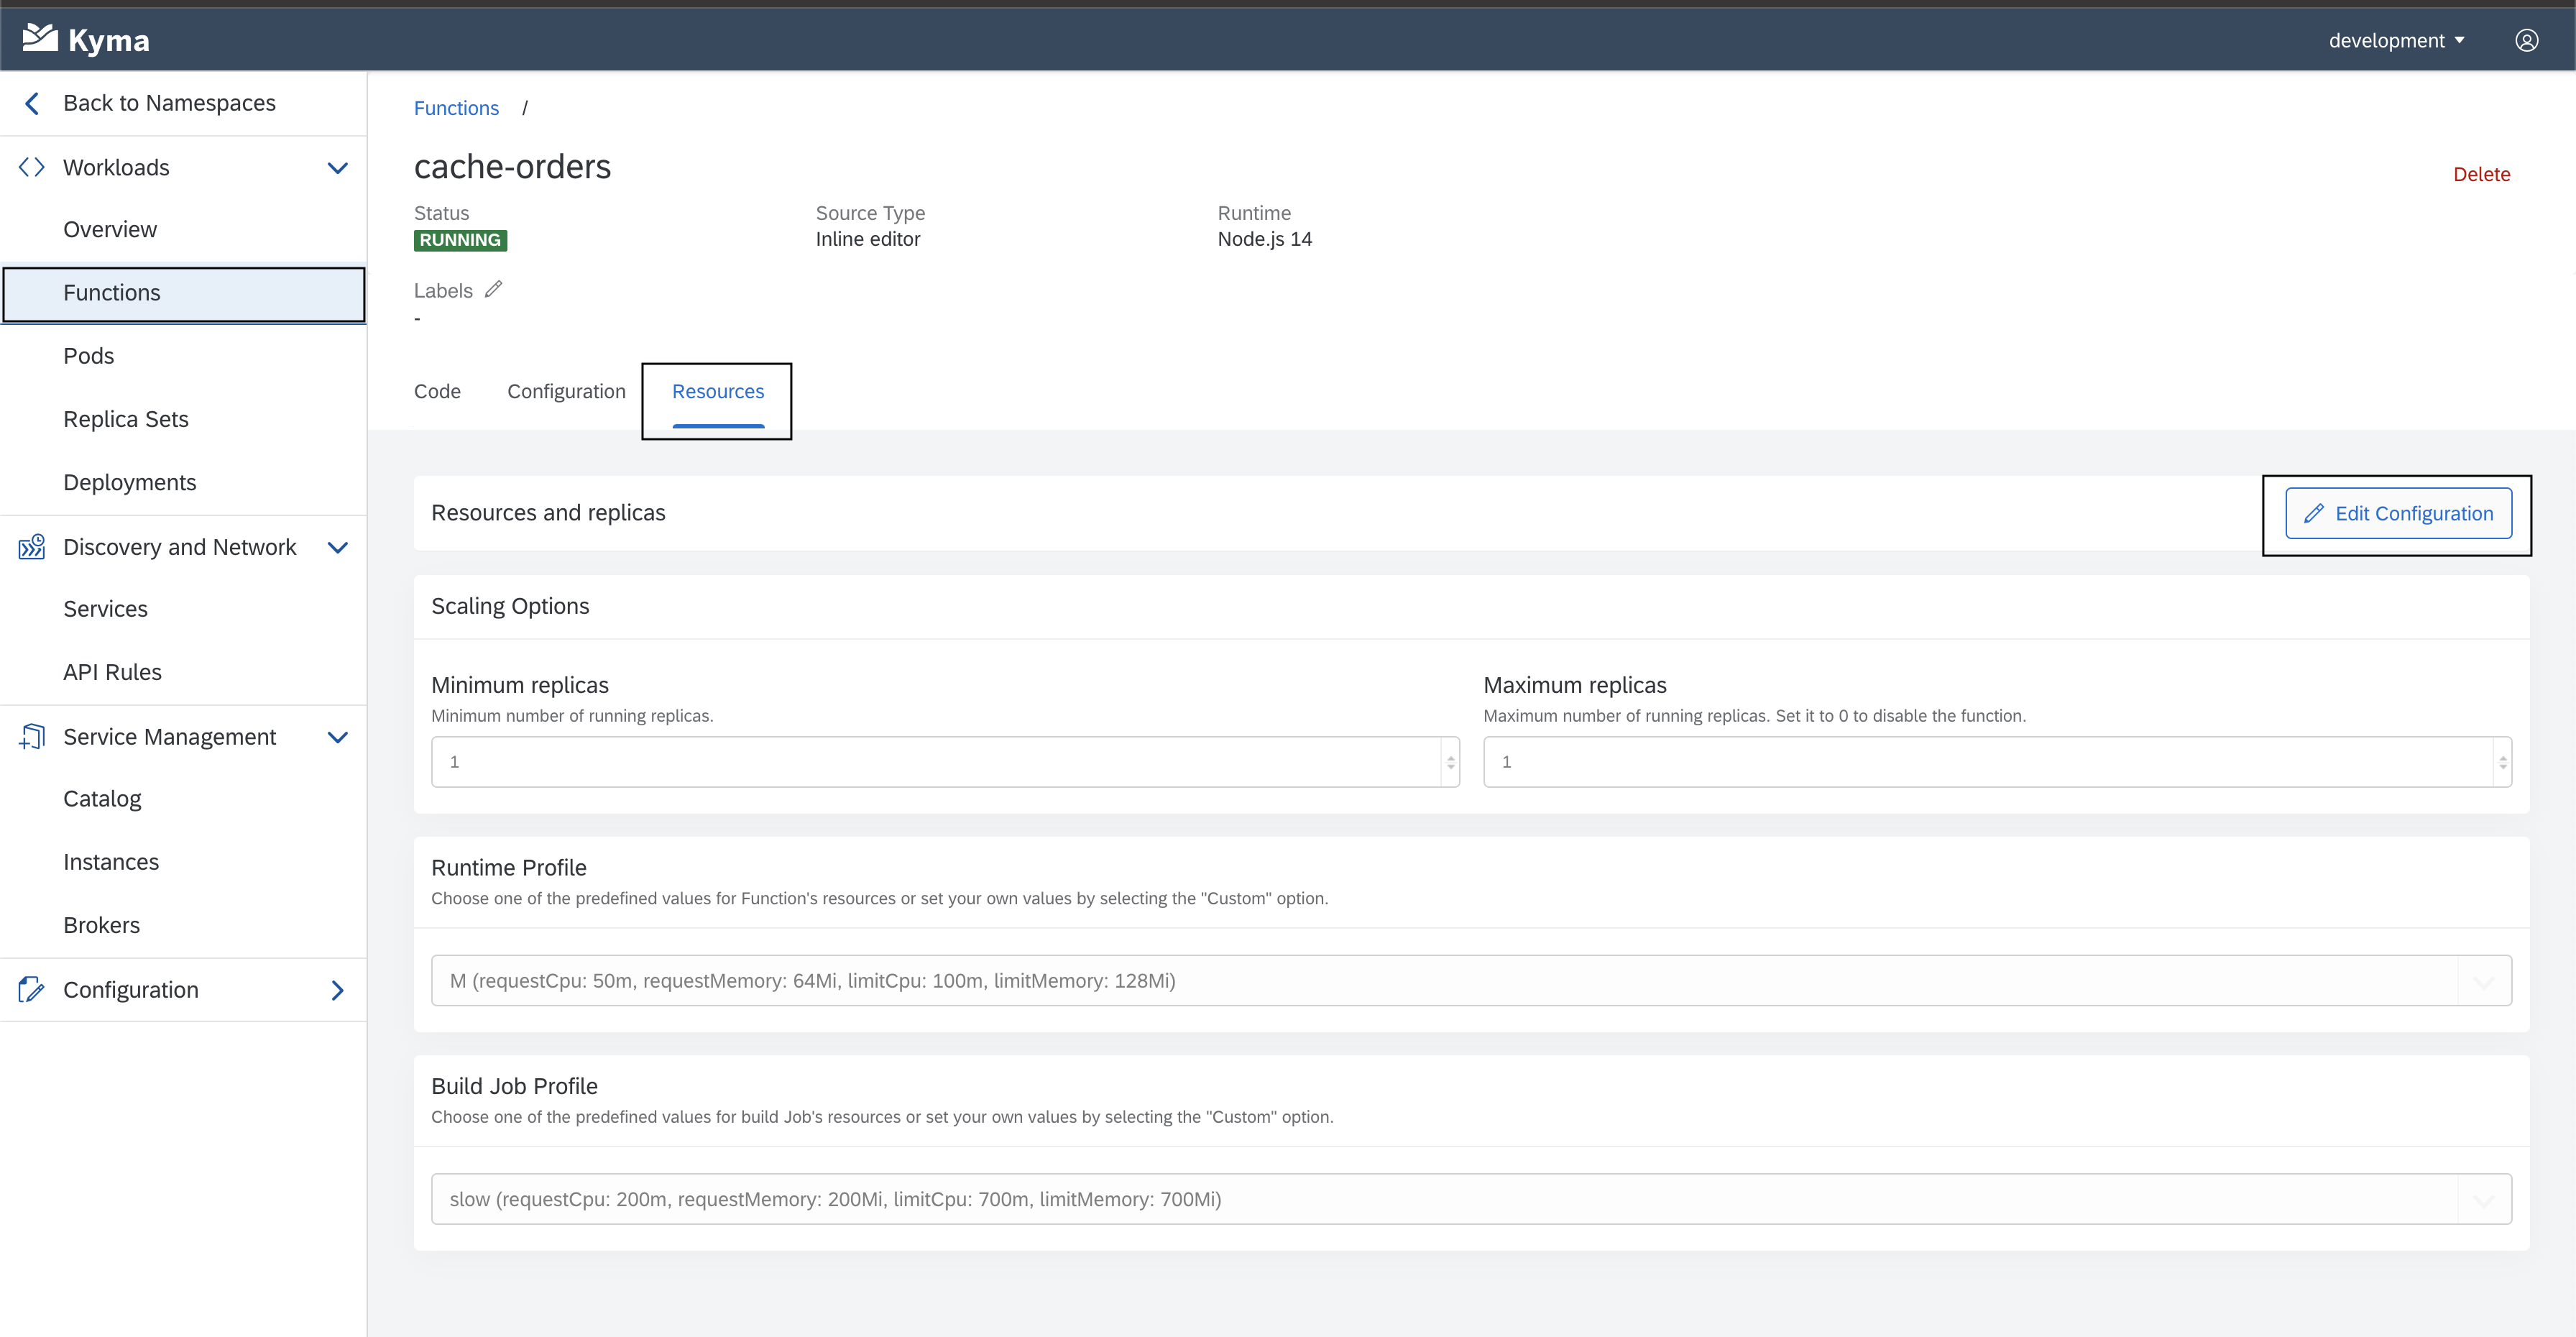 Kyma
development
Back to Namespaces
Workloads
Overview
Functions
Pods
Replica Sets
Deployments
Discovery and Network
Services
API Rules
Service Management
Catalog
Instances
Brokers
Configuration
Functions /
cache-orders
Delete
Status
RUNNING
Source Type
Inline editor
Runtime
Node.js 14
Labels
-
Code Configuration Resources
Resources and replicas
Edit Configuration
Scaling Options
Minimum replicas
Minimum number of running replicas.
1
Maximum replicas
Maximum number of running replicas. Set it to 0 to disable the function.
1
Runtime Profile
Choose one of the predefined values for Function's resources or set your own values by selecting the "Custom" option.
M (requestCpu: 50m, requestMemory: 64Mi, limitCpu: 100m, limitMemory: 128Mi)
Build Job Profile
Choose one of the predefined values for build Job's resources or set your own values by selecting the "Custom" option.
slow (requestCpu: 200m, requestMemory: 200Mi, limitCpu: 700m, limitMemory: 700Mi)